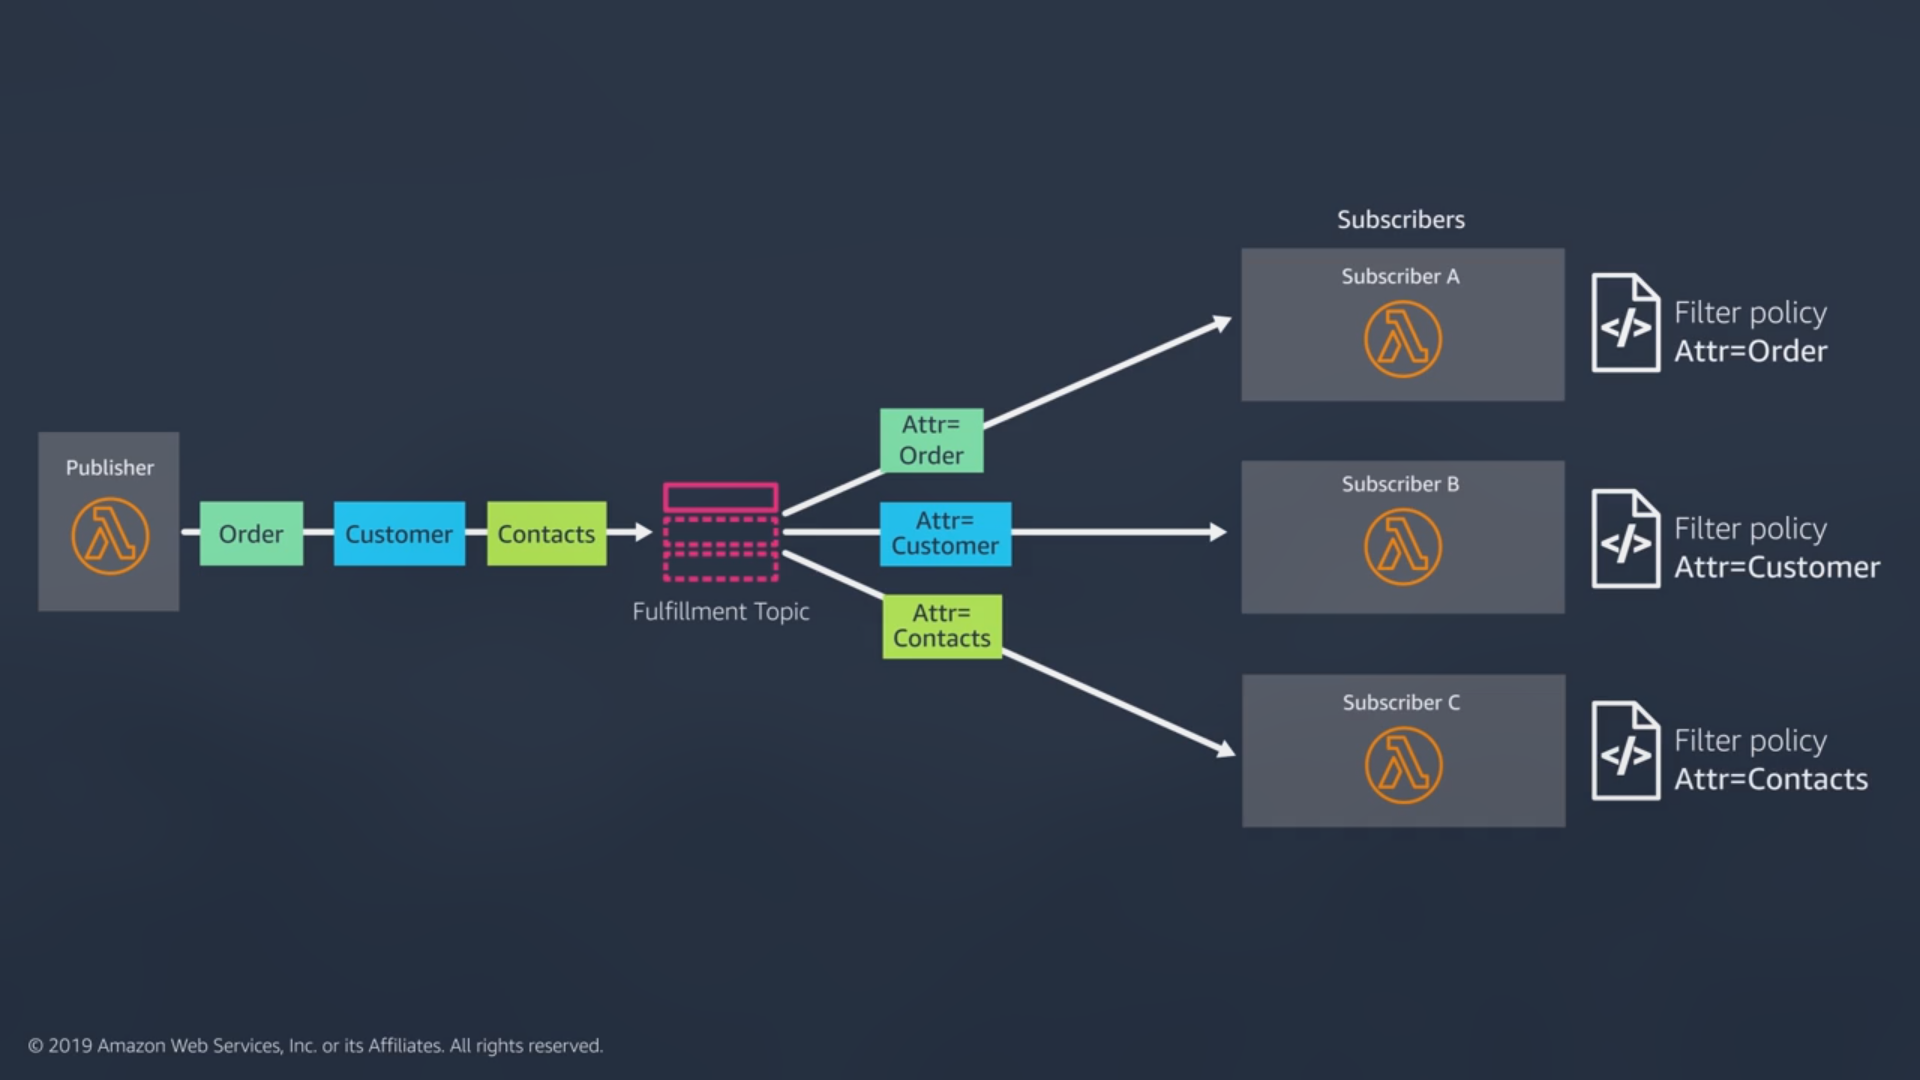 Subscribers
Subscriber A
Filter policy
Attr=Order
Attr=
Order
Publisher
Order
Customer
Contacts
Fulfillment Topic
Attr=
Customer
Subscriber B
Filter policy
Attr=Customer
Attr=
Contacts
Subscriber C
Filter policy
Attr=Contacts
© 2019 Amazon Web Services, Inc. or its Affiliates. All rights reserved.